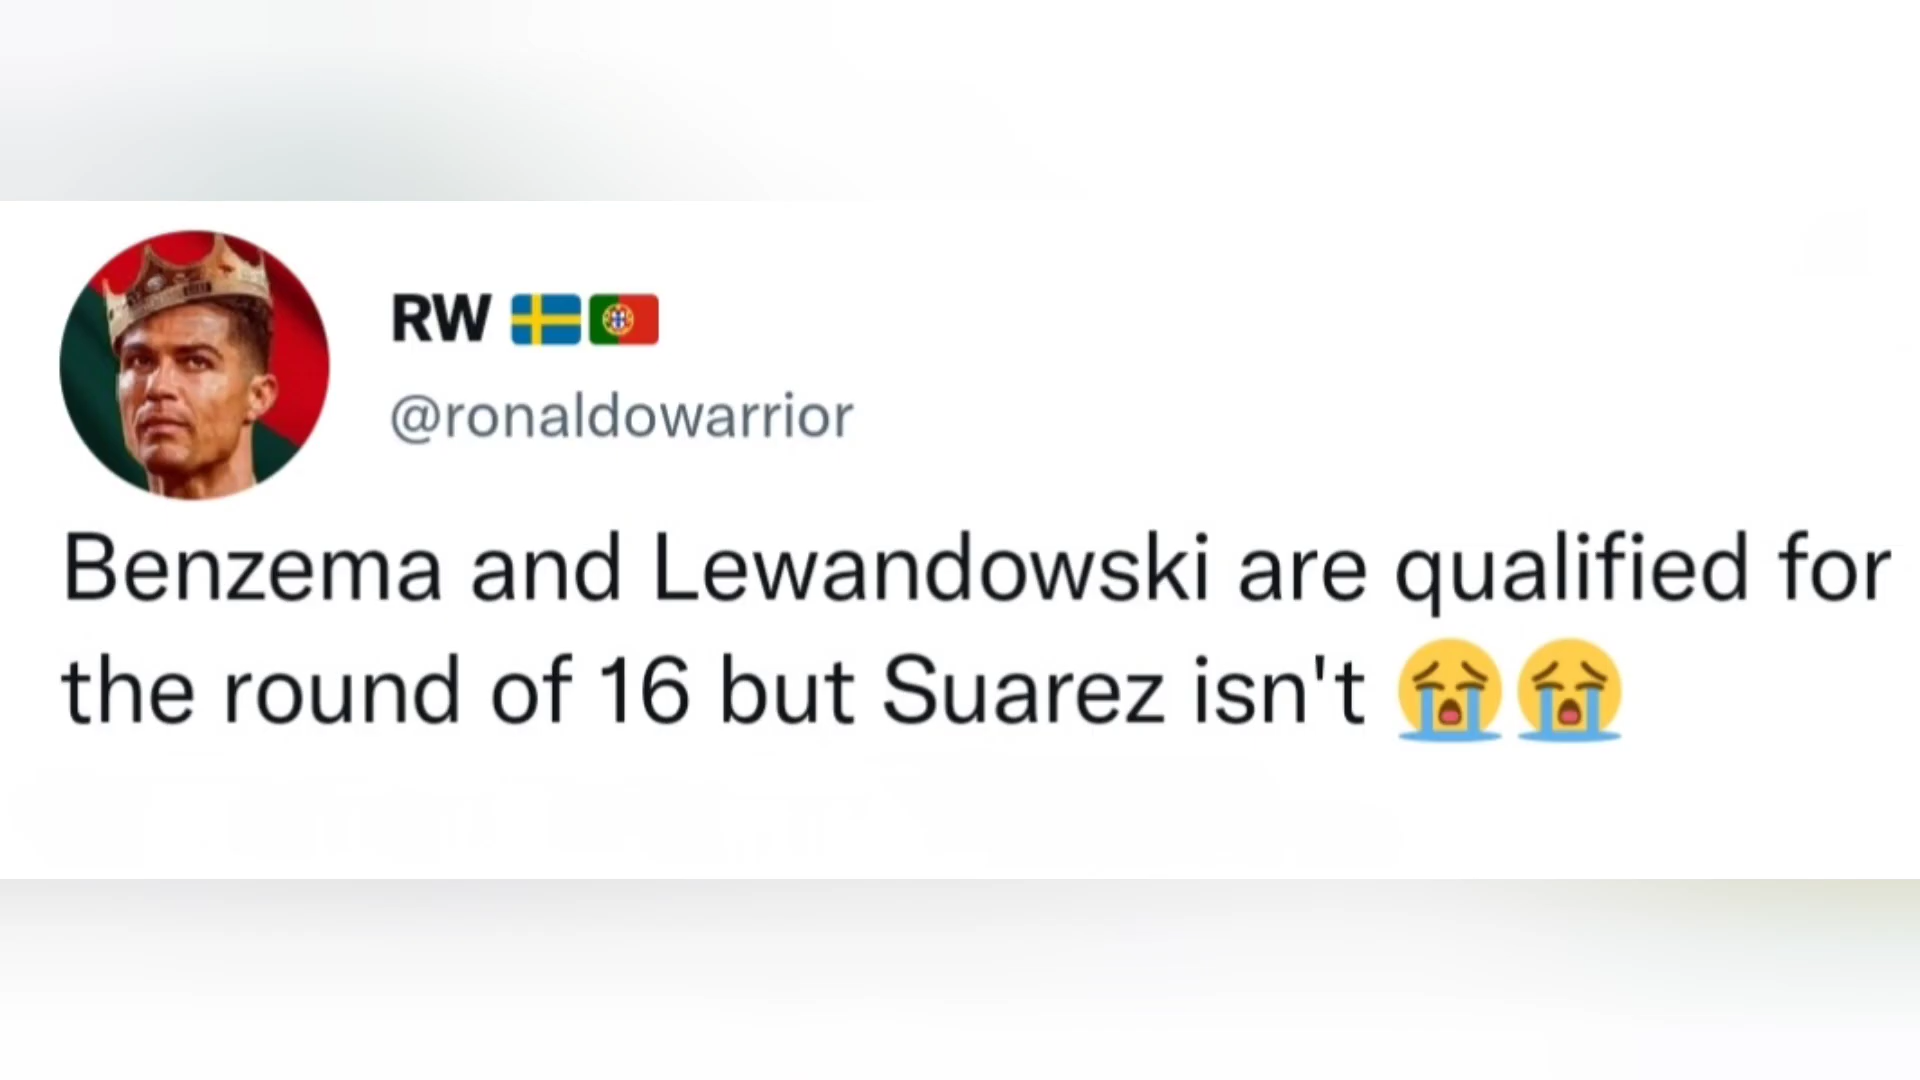 RW 🇸🇪🇵🇹
@ronaldowarrior
Benzema and Lewandowski are qualified for
the round of 16 but Suarez isn't 😭😭